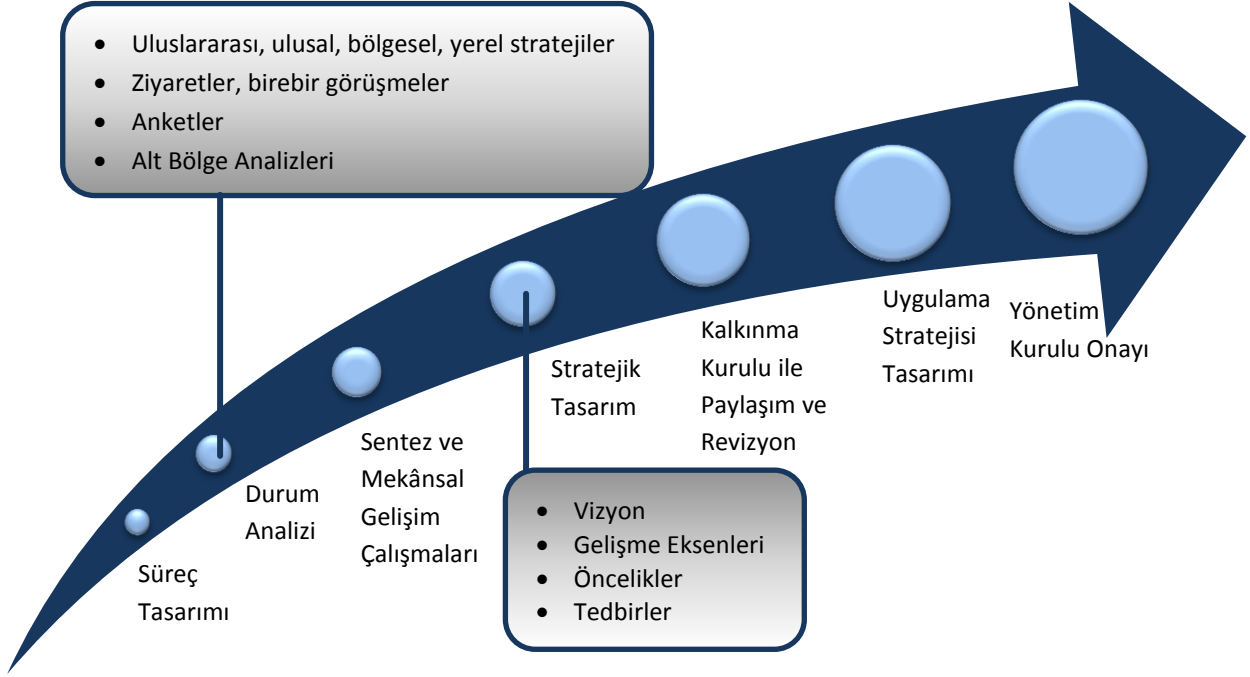 • Uluslararası, ulusal, bölgesel, yerel stratejiler
• Ziyaretler, birebir görüşmeler
• Anketler
• Alt Bölge Analizleri
Süreç
Tasarımı
Durum
Analizi
Sentez ve
Mekânsal
Gelişim
Çalışmaları
Stratejik
Tasarım
• Vizyon
• Gelişme Eksenleri
• Öncelikler
• Tedbirler
Kalkınma
Kurulu ile
Paylaşım ve
Revizyon
Uygulama
Stratejisi
Tasarımı
Yönetim
Kurulu Onayı